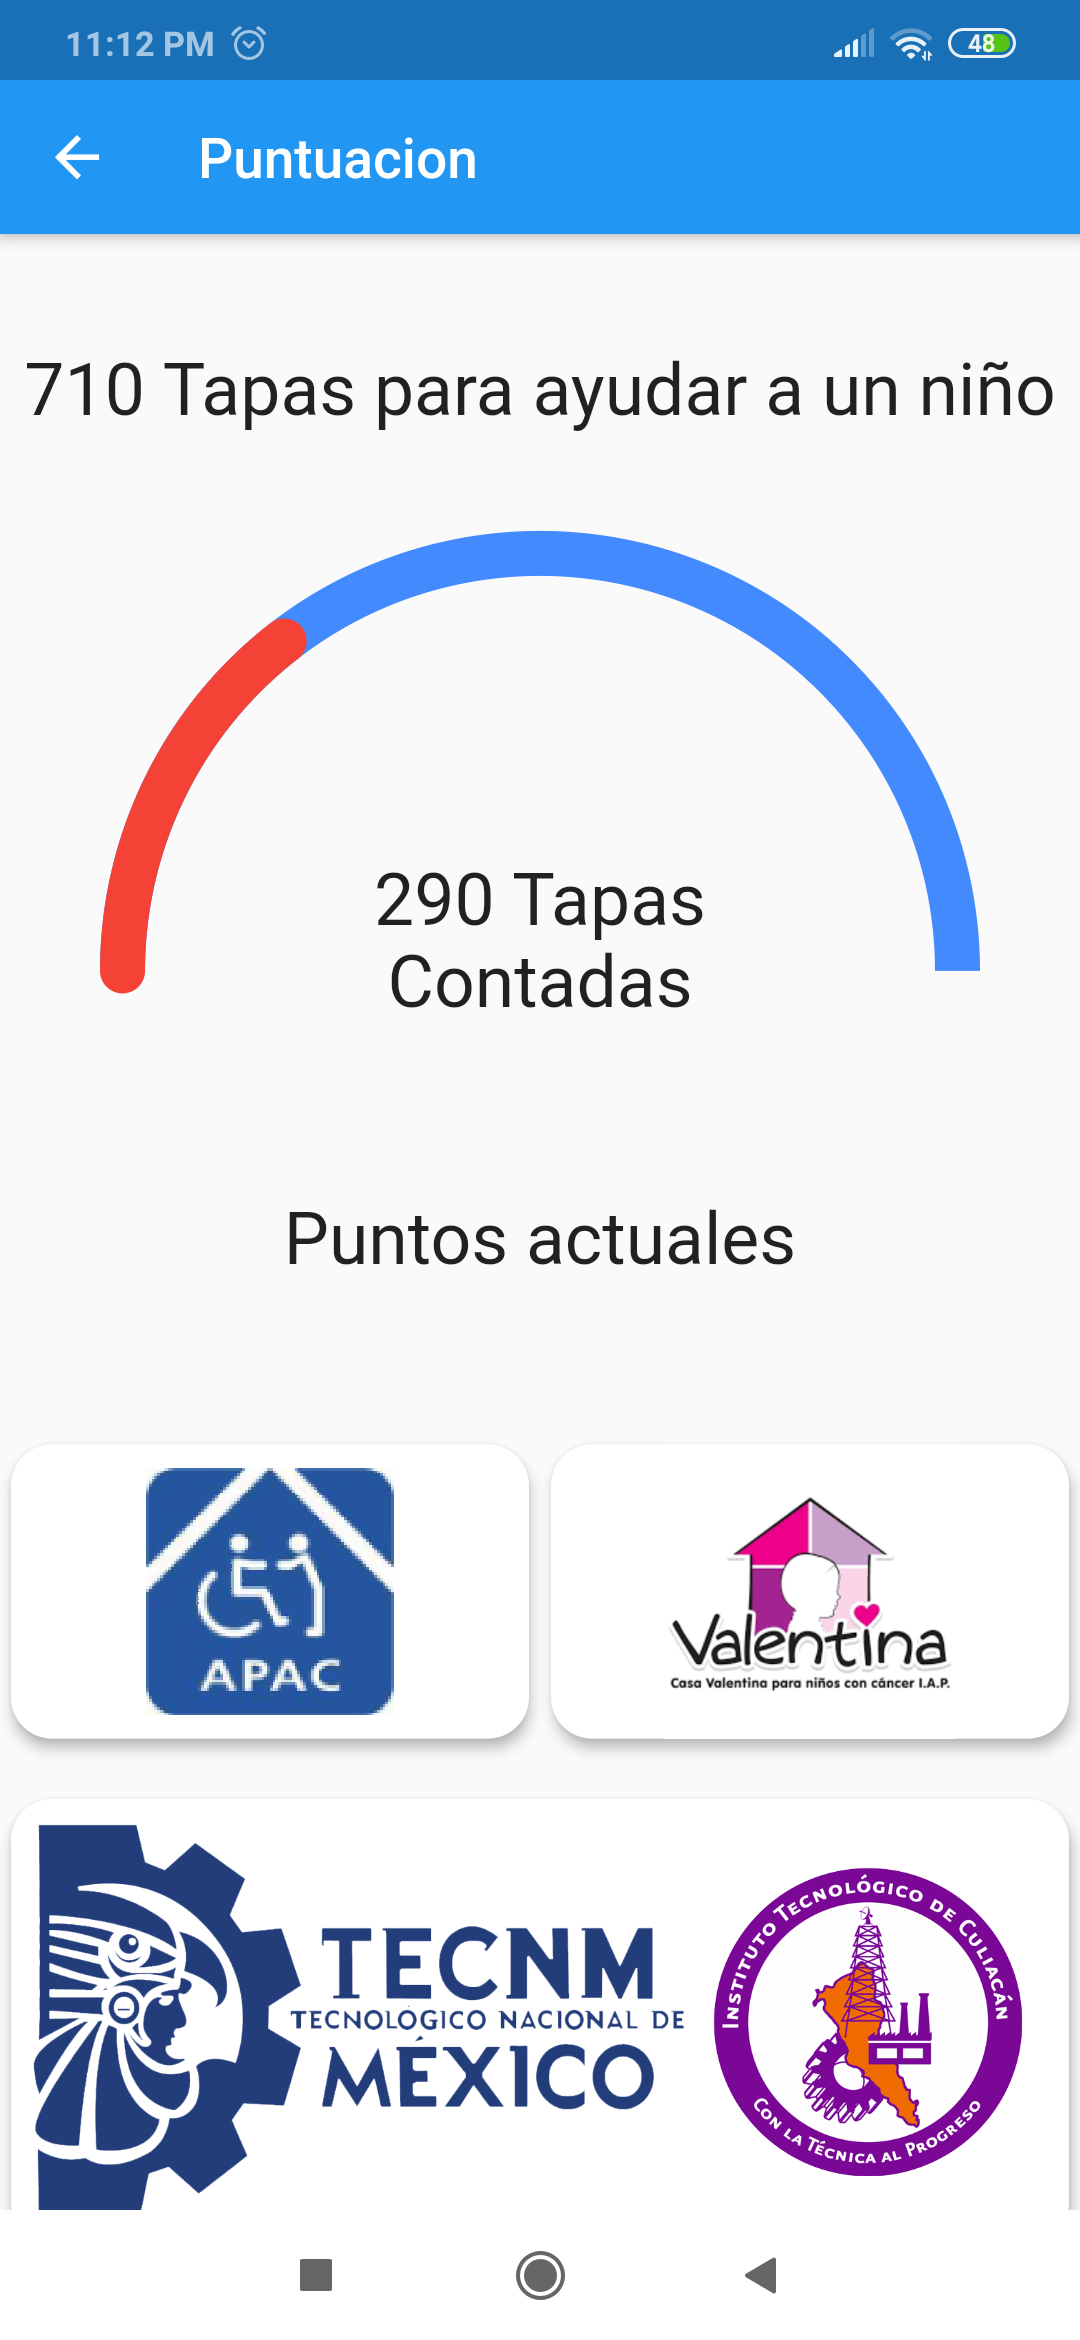 11:12 PM
48
Puntuacion
710 Tapas para ayudar a un niño
290 Tapas
Contadas
Puntos actuales
APAC
Valentina
Casa Valentina para niños con cáncer I.A.P.
TECNM
TECNOLÓGICO NACIONAL DE
MÉXICO
INSTITUTO TECNOLÓGICO DE CULIACÁN
CON LA TÉCNICA AL PROGRESO